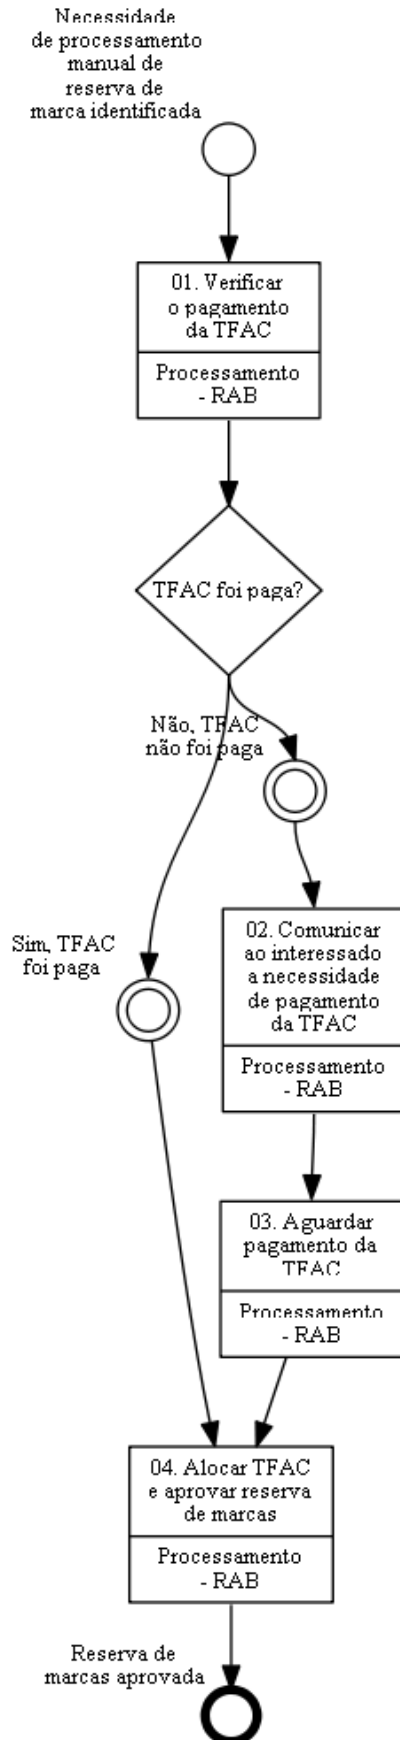 Necessidade
de processamento
manual de
reserva de
marca identificada
01. Verificar
o pagamento
da TFAC
Processamento
- RAB
TFAC foi paga?
Não, TFAC
não foi paga
Sim, TFAC
foi paga
02. Comunicar
ao interessado
a necessidade
de pagamento
da TFAC
Processamento
- RAB
03. Aguardar
pagamento da
TFAC
Processamento
- RAB
04. Alocar TFAC
e aprovar reserva
de marcas
Processamento
- RAB
Reserva de
marcas aprovada